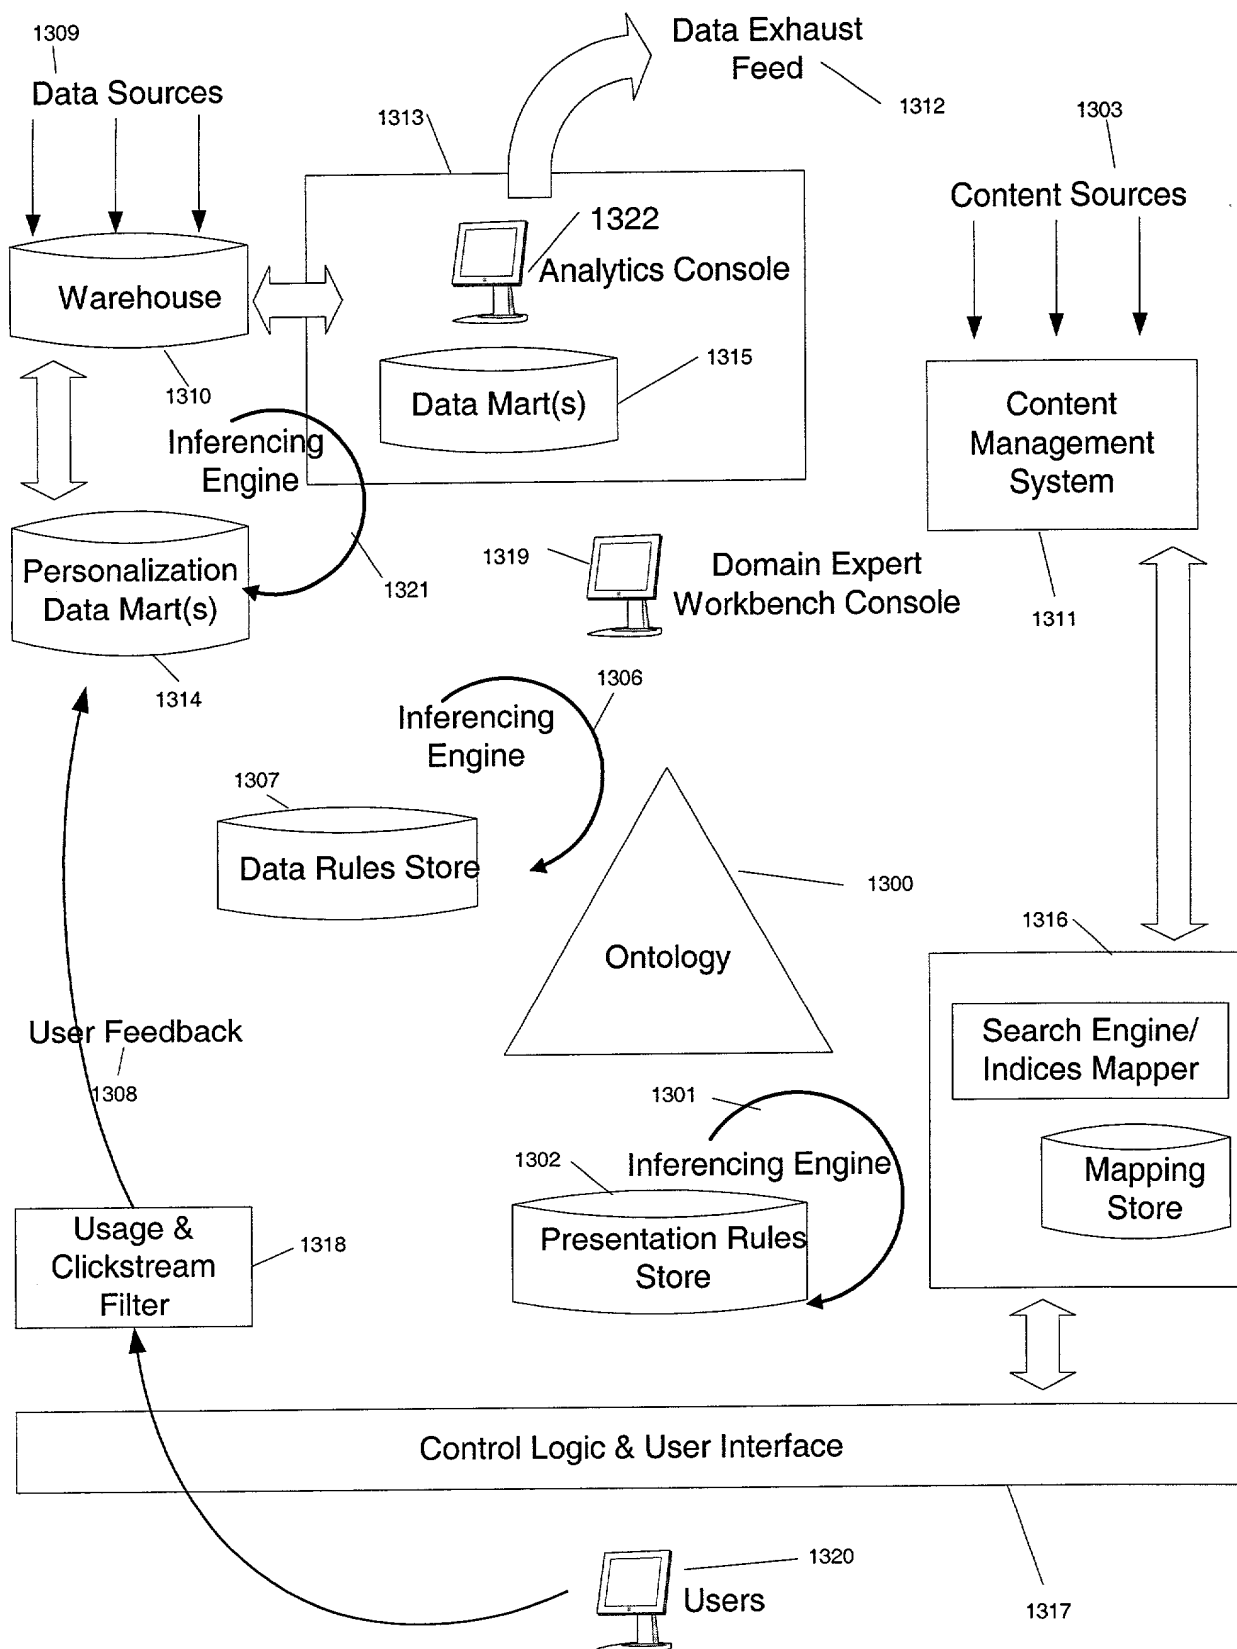 1309
Data Sources
Data Exhaust
Feed
1312
1313
1303
Content Sources
1322
Analytics Console
Warehouse
1310
1315
Data Mart(s)
Content
Management
System
1311
Inferencing
Engine
1321
Personalization
Data Mart(s)
1314
1319
Domain Expert
Workbench Console
1306
Inferencing
Engine
1307
Data Rules Store
1300
Ontology
1316
Search Engine/
Indices Mapper
Mapping
Store
User Feedback
1308
1301
Inferencing Engine
1302
Presentation Rules
Store
Usage &
Clickstream
Filter
1318
Control Logic & User Interface
1317
1320
Users